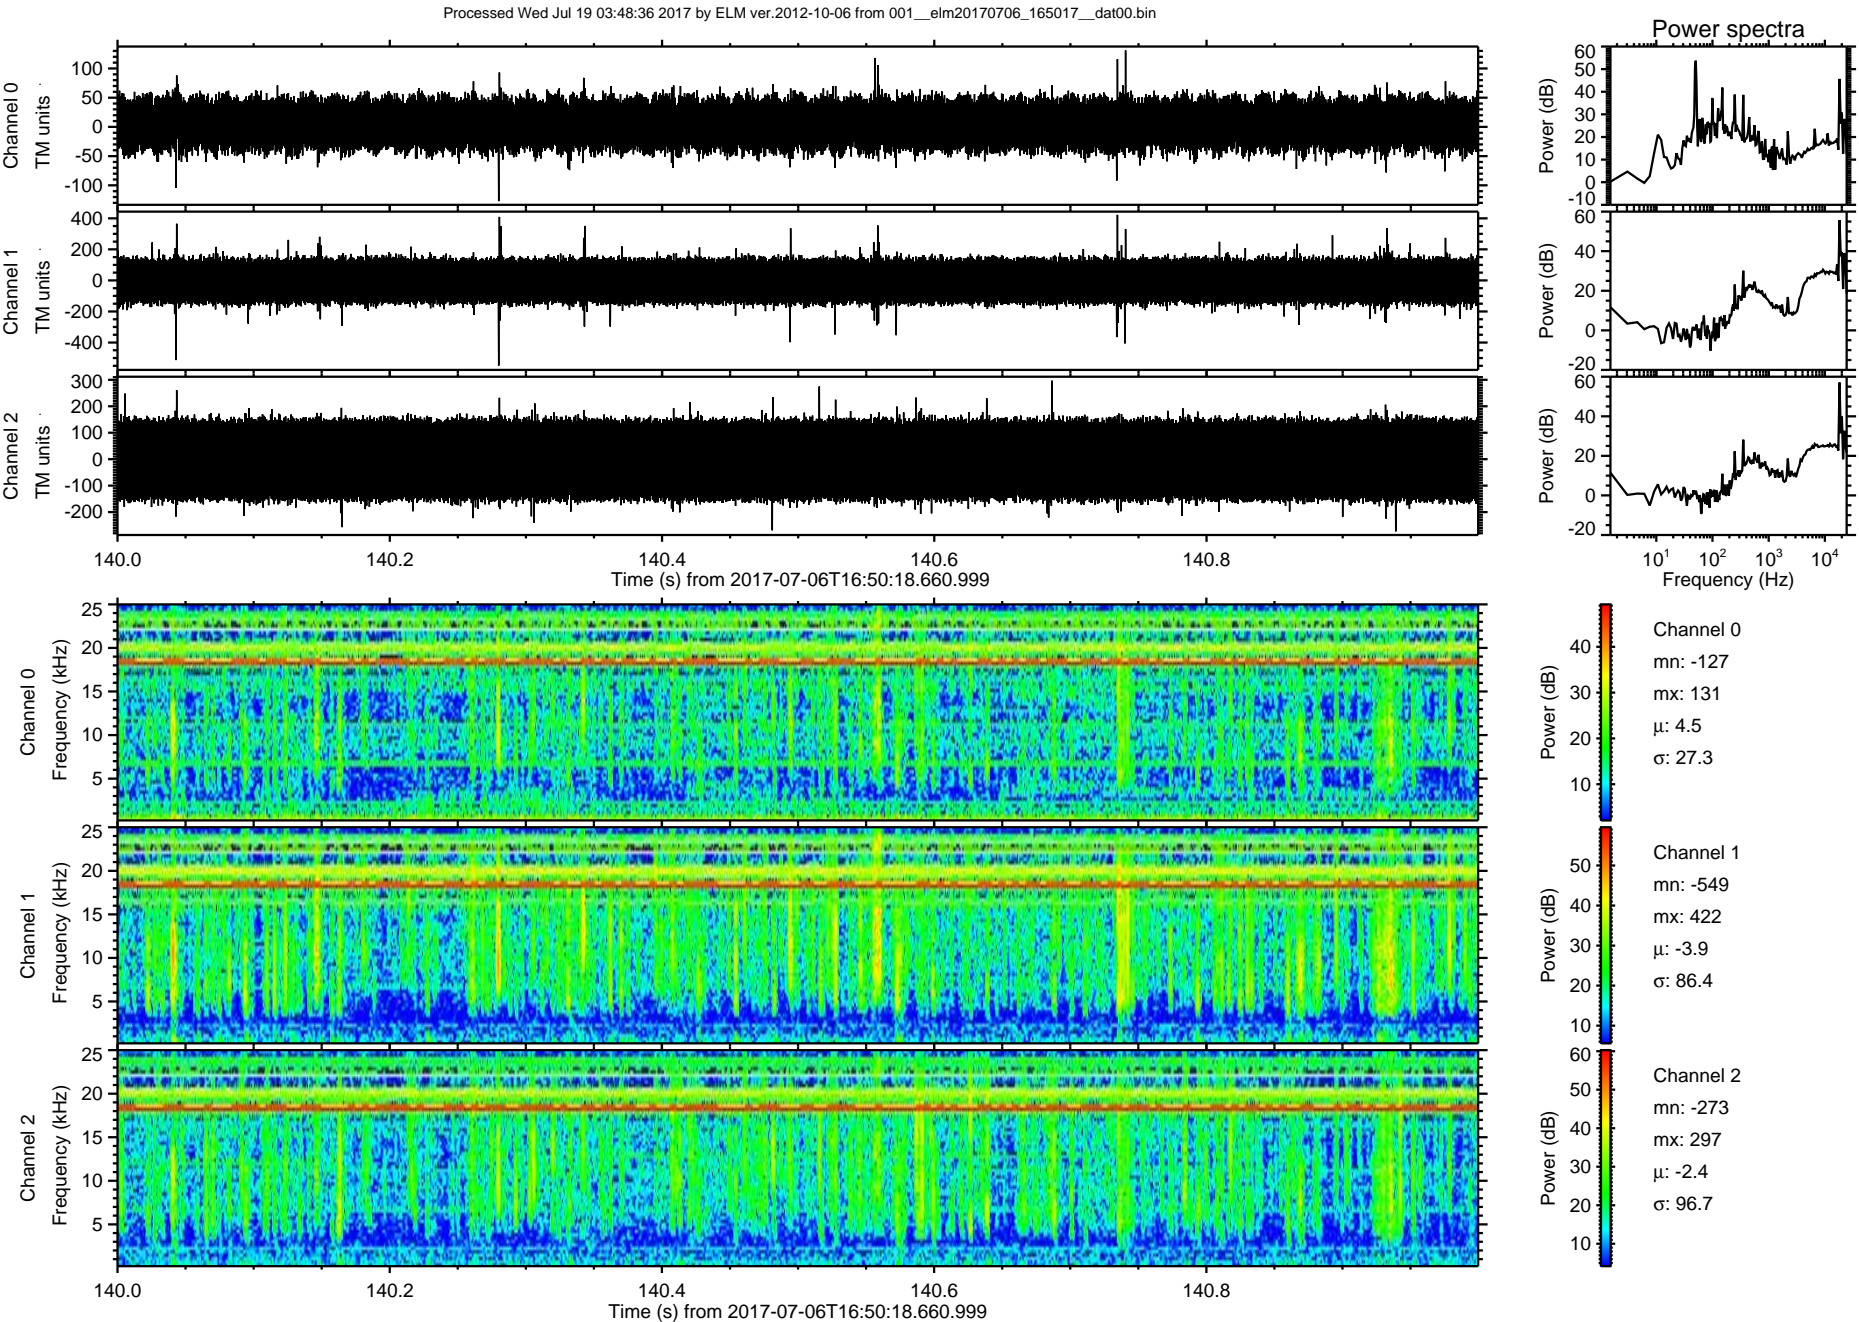 Processed Wed Jul 19 03:48:36 2017 by ELM ver.2012-10-06 from 001__elm20170706_165017__dat00.bin
Power spectra
Channel 0
TM units
100
50
0
-50
-100
Power (dB)
60
50
40
30
20
10
0
-10
Channel 1
TM units
400
200
0
-200
-400
Power (dB)
60
40
20
0
-20
Channel 2
TM units
300
200
100
0
-100
-200
Power (dB)
60
40
20
0
-20
140.0 140.2 140.4 140.6 140.8
Time (s) from 2017-07-06T16:50:18.660.999
10¹ 10² 10³ 10⁴
Frequency (Hz)
Channel 0
Frequency (kHz)
25
20
15
10
5
Power (dB)
40
30
20
10
Channel 0
mn: -127
mx: 131
μ: 4.5
σ: 27.3
Channel 1
Frequency (kHz)
25
20
15
10
5
Power (dB)
50
40
30
20
10
Channel 1
mn: -549
mx: 422
μ: -3.9
σ: 86.4
Channel 2
Frequency (kHz)
25
20
15
10
5
Power (dB)
60
50
40
30
20
10
Channel 2
mn: -273
mx: 297
μ: -2.4
σ: 96.7
140.0 140.2 140.4 140.6 140.8
Time (s) from 2017-07-06T16:50:18.660.999